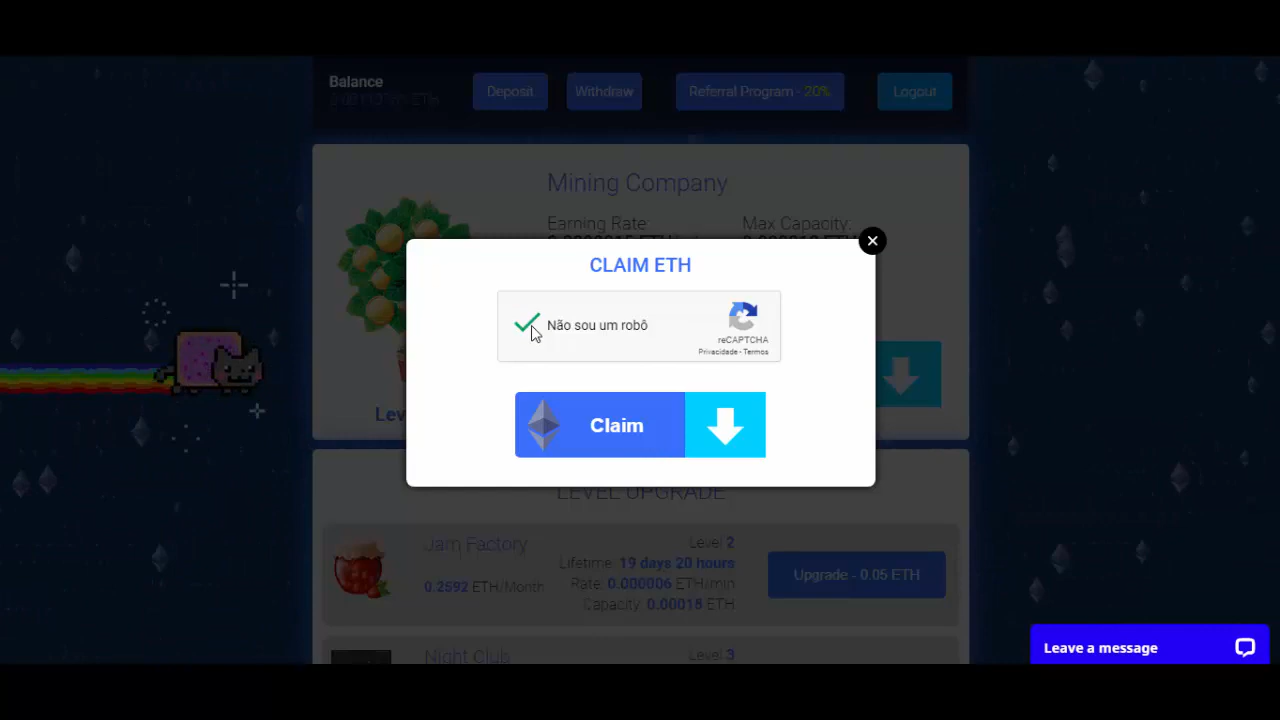 Balance
Deposit
Withdraw
Referral Program - 20%
Logout
Mining Company
Earning Rate:
Max Capacity:
CLAIM ETH
Não sou um robô
reCAPTCHA
Privacidade - Termos
Claim
LEVEL UPGRADE
Jam Factory
Level 2
Lifetime: 19 days 20 hours
0.2592 ETH/Month
Rate: 0.000006 ETH/min
Capacity: 0.00018 ETH
Upgrade - 0.05 ETH
Night Club
Level 3
Leave a message